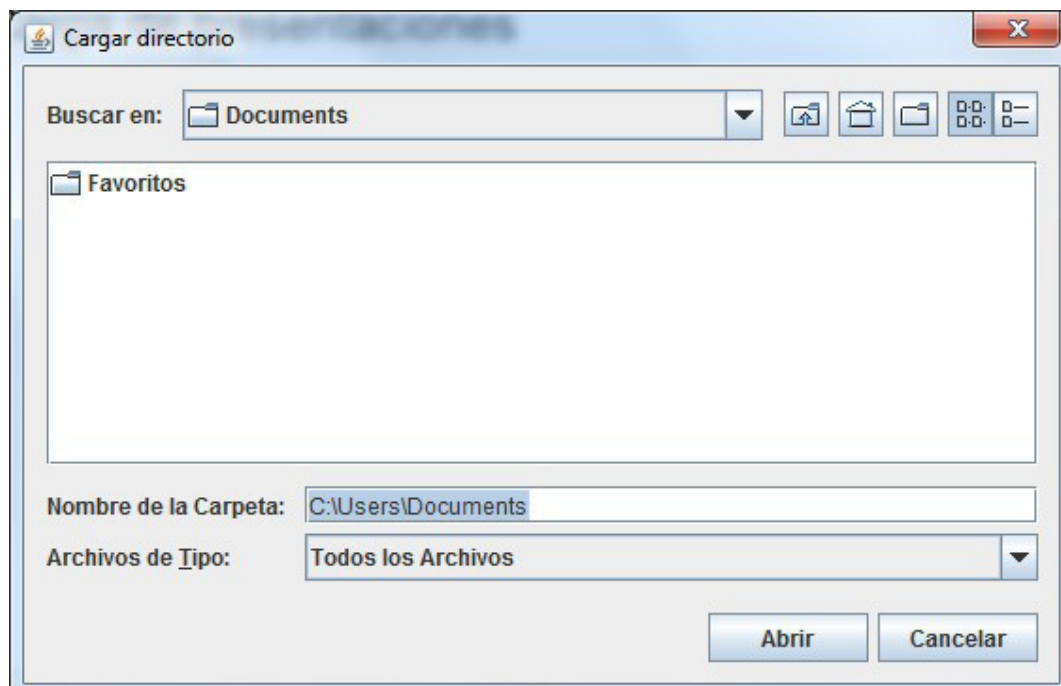 Cargar directorio
Buscar en: Documents
Favoritos
Nombre de la Carpeta: C:\Users\Documents
Archivos de Tipo: Todos los Archivos
Abrir Cancelar